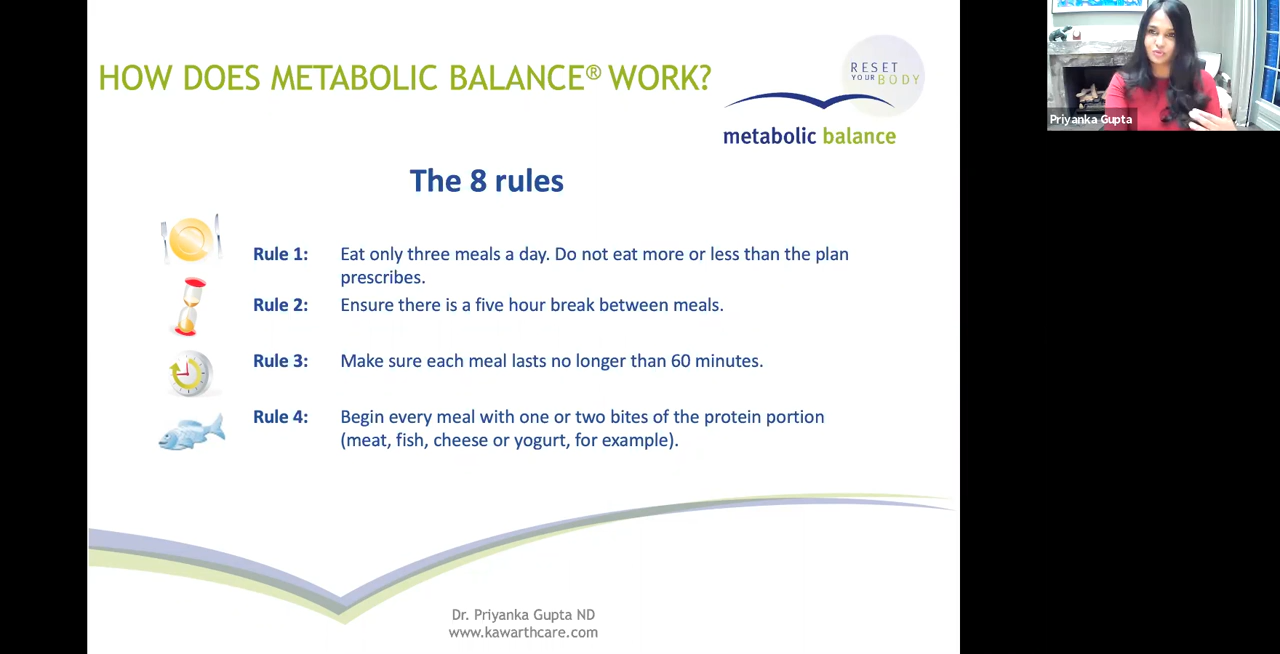 HOW DOES METABOLIC BALANCE® WORK?
RESET
YOUR BODY
metabolic balance
Priyanka Gupta
The 8 rules
Rule 1: Eat only three meals a day. Do not eat more or less than the plan
prescribes.
Rule 2: Ensure there is a five hour break between meals.
Rule 3: Make sure each meal lasts no longer than 60 minutes.
Rule 4: Begin every meal with one or two bites of the protein portion
(meat, fish, cheese or yogurt, for example).
Dr. Priyanka Gupta ND
www.kawarthcare.com